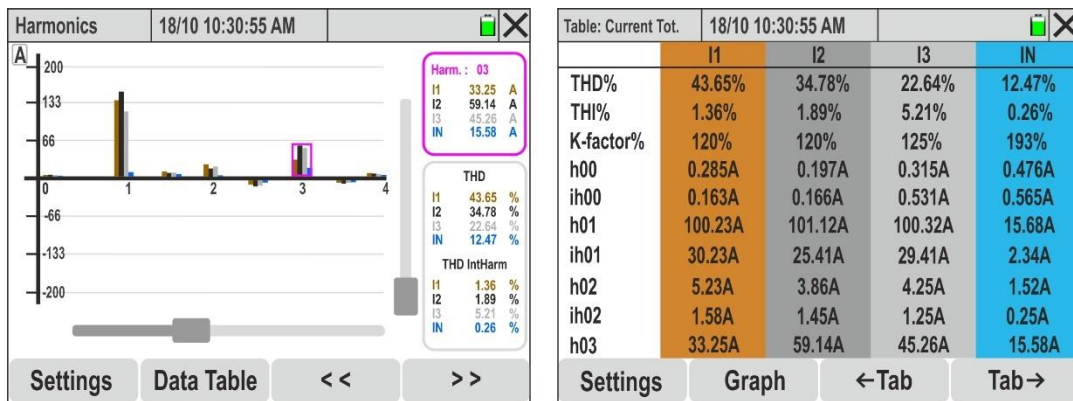 Harmonics 18/10 10:30:55 AM
A
200
133
66
0 1 2 3 4
-66
-133
-200
Harm. : 03
I1 33.25 A
I2 59.14 A
I3 45.26 A
IN 15.58 A
THD
I1 43.65 %
I2 34.78 %
I3 22.64 %
IN 12.47 %
THD IntHarm
I1 1.36 %
I2 1.89 %
I3 5.21 %
IN 0.26 %
Settings Data Table << >>
Table: Current Tot. 18/10 10:30:55 AM
I1 I2 I3 IN
THD% 43.65% 34.78% 22.64% 12.47%
THI% 1.36% 1.89% 5.21% 0.26%
K-factor% 120% 120% 125% 193%
h00 0.285A 0.197A 0.315A 0.476A
ih00 0.163A 0.166A 0.531A 0.565A
h01 100.23A 101.12A 100.32A 15.68A
ih01 30.23A 25.41A 29.41A 2.34A
h02 5.23A 3.86A 4.25A 1.52A
ih02 1.58A 1.45A 1.25A 0.25A
h03 33.25A 59.14A 45.26A 15.58A
Settings Graph ←Tab Tab→